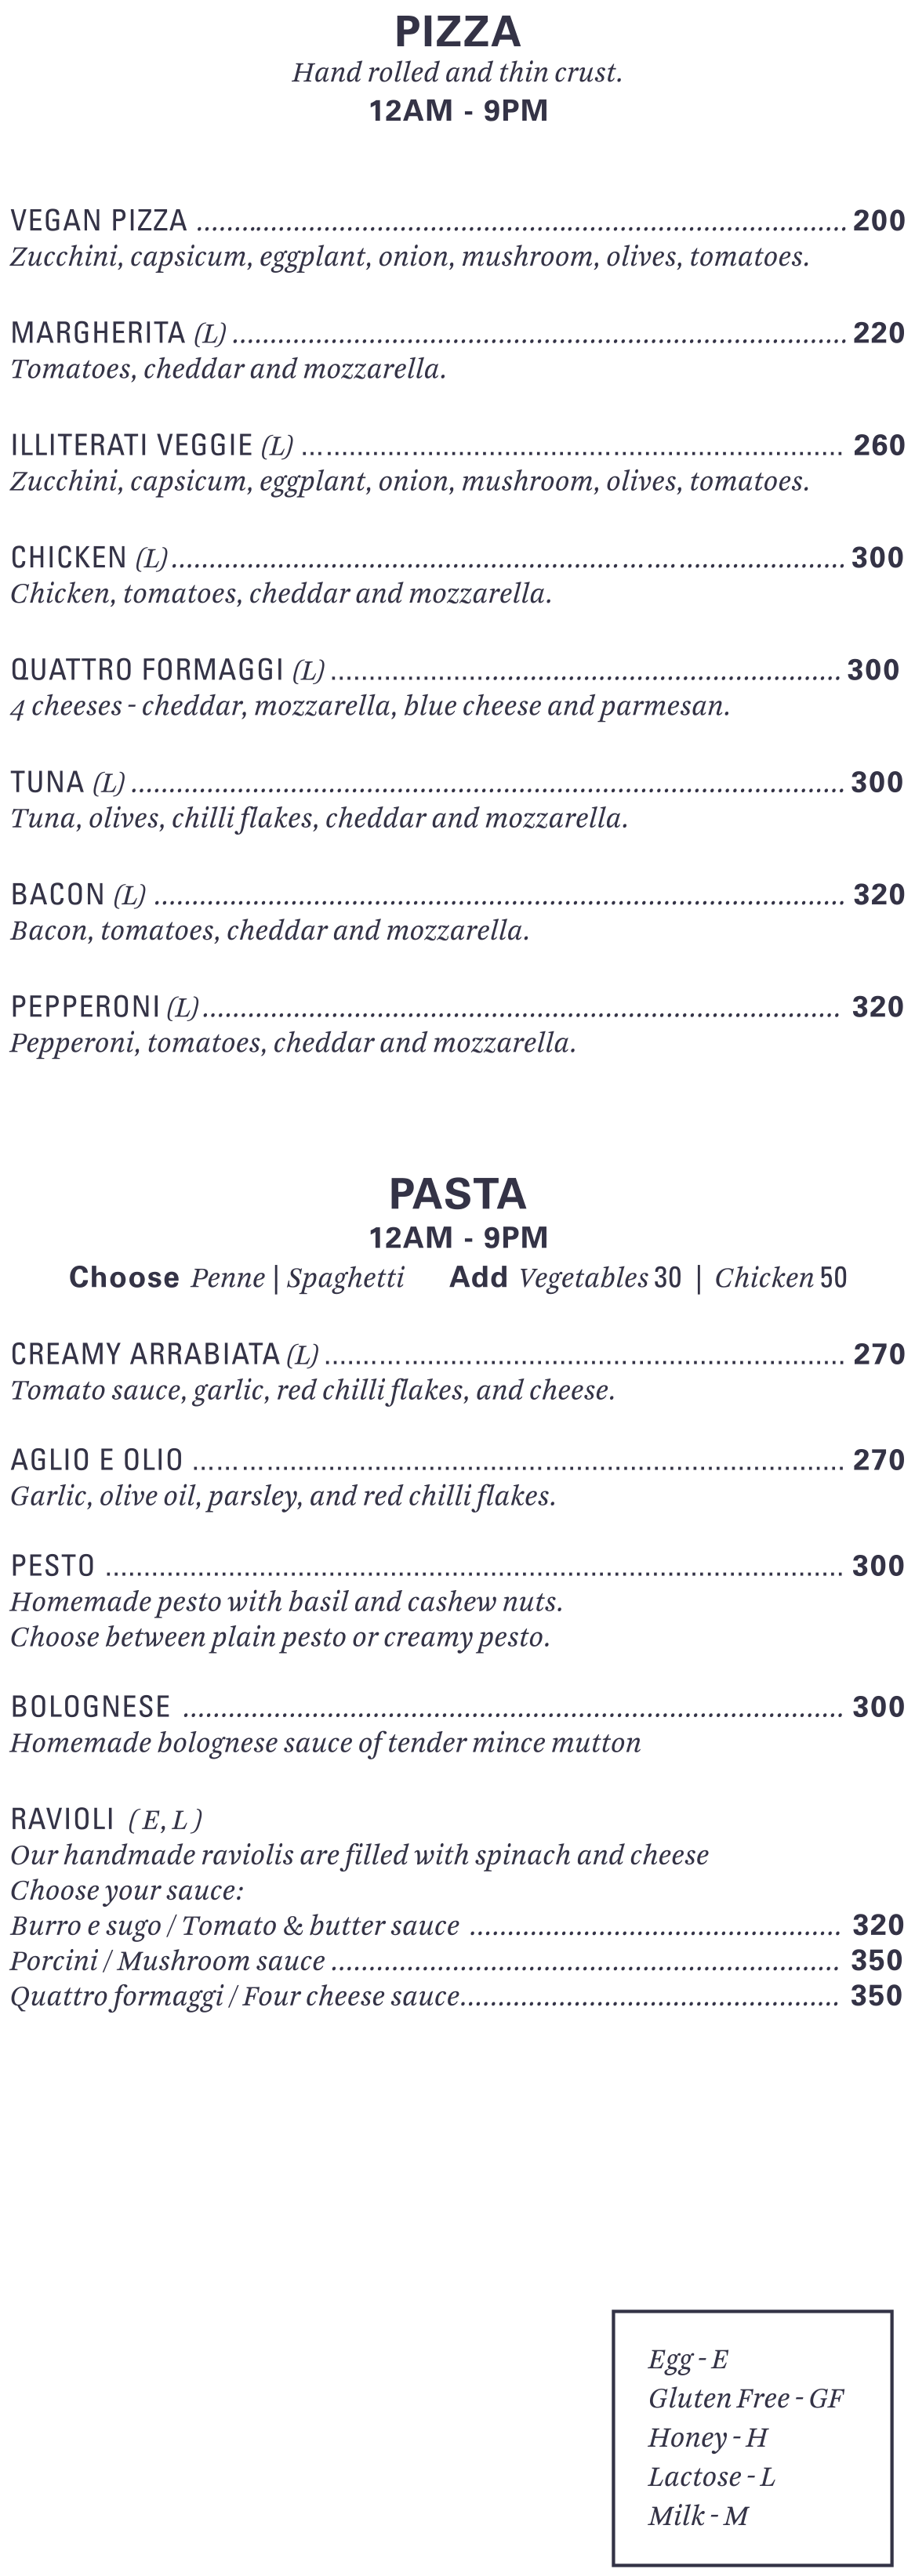 PIZZA
Hand rolled and thin crust.
12AM - 9PM
VEGAN PIZZA ........................................ 200
Zucchini, capsicum, eggplant, onion, mushroom, olives, tomatoes.
MARGHERITA (L) ........................................ 220
Tomatoes, cheddar and mozzarella.
ILLITERATI VEGGIE (L) ........................................ 260
Zucchini, capsicum, eggplant, onion, mushroom, olives, tomatoes.
CHICKEN (L) ........................................ 300
Chicken, tomatoes, cheddar and mozzarella.
QUATTRO FORMAGGI (L) ........................................ 300
4 cheeses - cheddar, mozzarella, blue cheese and parmesan.
TUNA (L) ........................................ 300
Tuna, olives, chilli flakes, cheddar and mozzarella.
BACON (L) ........................................ 320
Bacon, tomatoes, cheddar and mozzarella.
PEPPERONI (L) ........................................ 320
Pepperoni, tomatoes, cheddar and mozzarella.
PASTA
12AM - 9PM
Choose Penne | Spaghetti Add Vegetables 30 | Chicken 50
CREAMY ARRABIATA (L) ........................................ 270
Tomato sauce, garlic, red chilli flakes, and cheese.
AGLIO E OLIO ........................................ 270
Garlic, olive oil, parsley, and red chilli flakes.
PESTO ........................................ 300
Homemade pesto with basil and cashew nuts.
Choose between plain pesto or creamy pesto.
BOLOGNESE ........................................ 300
Homemade bolognese sauce of tender mince mutton
RAVIOLI ( E, L )
Our handmade raviolis are filled with spinach and cheese
Choose your sauce:
Burro e sugo / Tomato & butter sauce ........................................ 320
Porcini / Mushroom sauce ........................................ 350
Quattro formaggi / Four cheese sauce ........................................ 350
Egg - E
Gluten Free - GF
Honey - H
Lactose - L
Milk - M